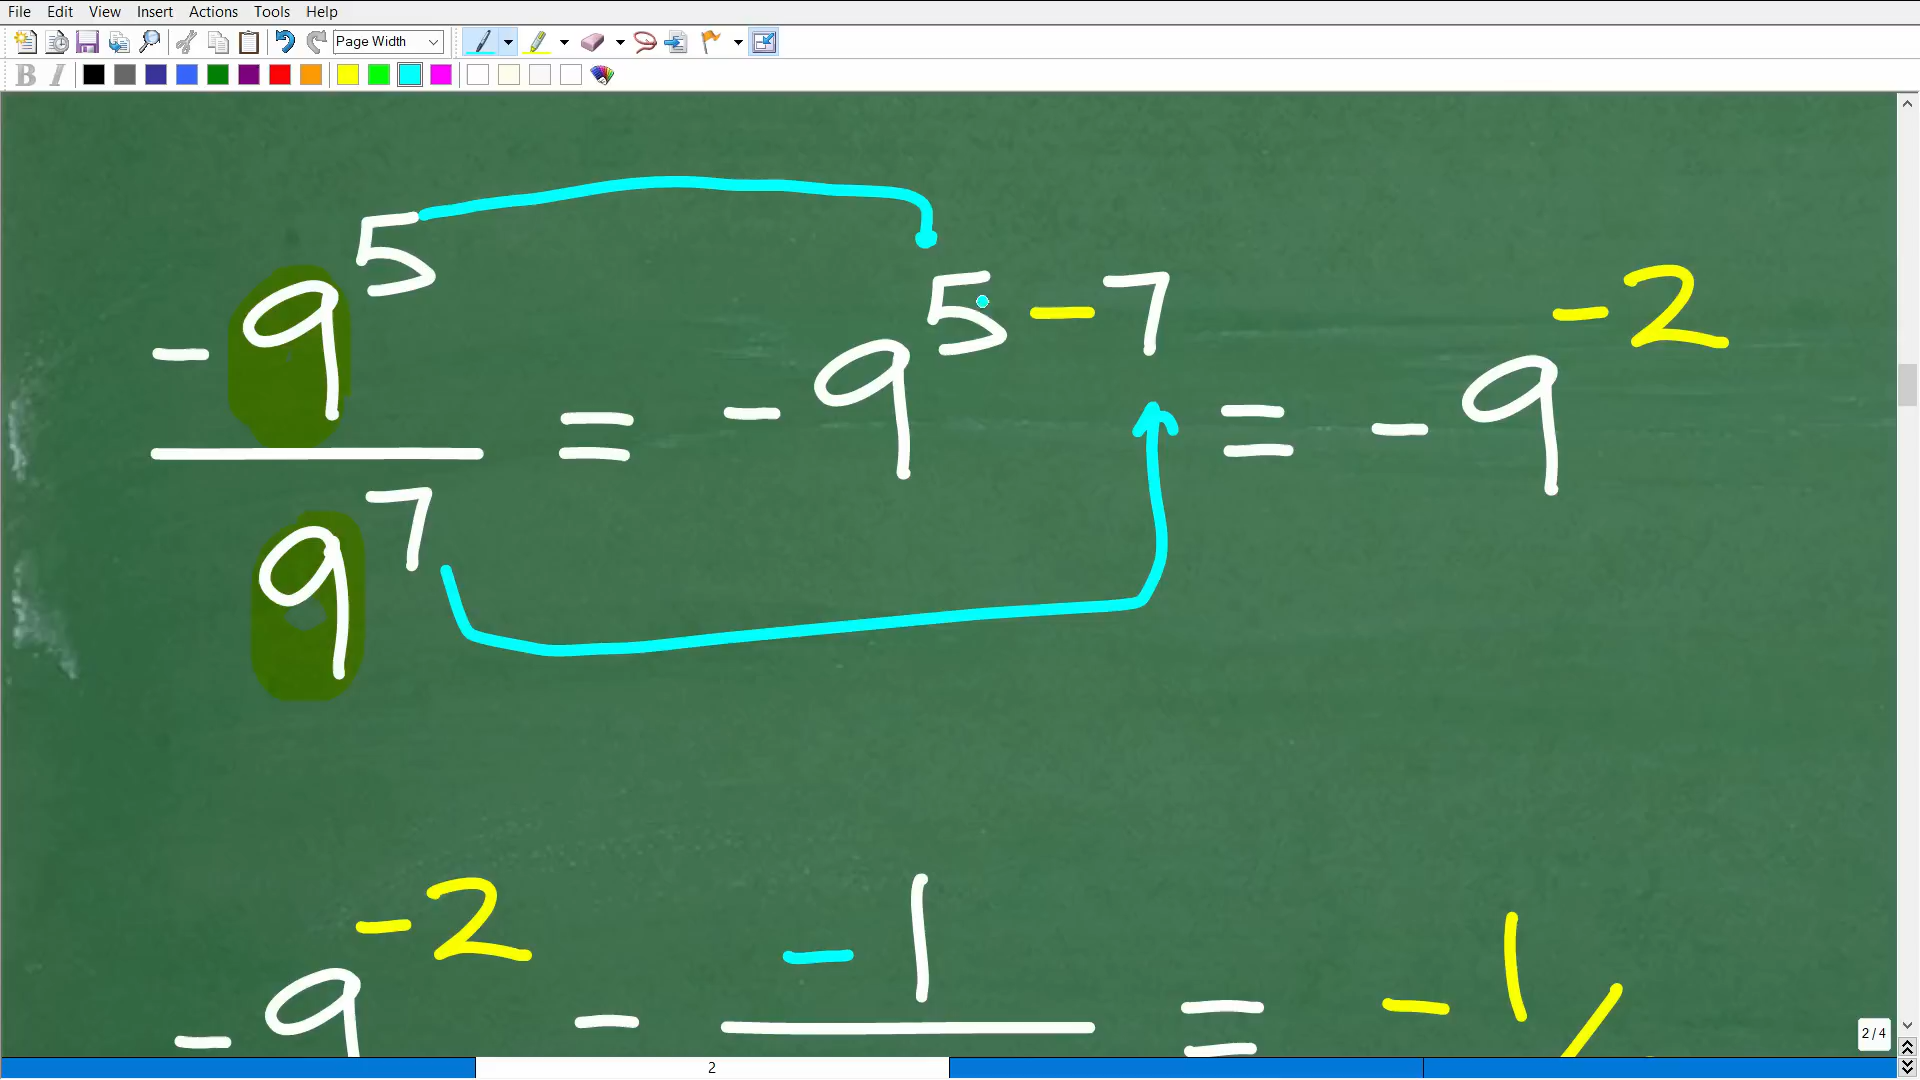 File Edit View Insert Actions Tools Help
Page Width
B I
-9^5 / 9^7 = -9^5-7 = -9^-2
-9^-2 = -1 = -1/
2/4
2